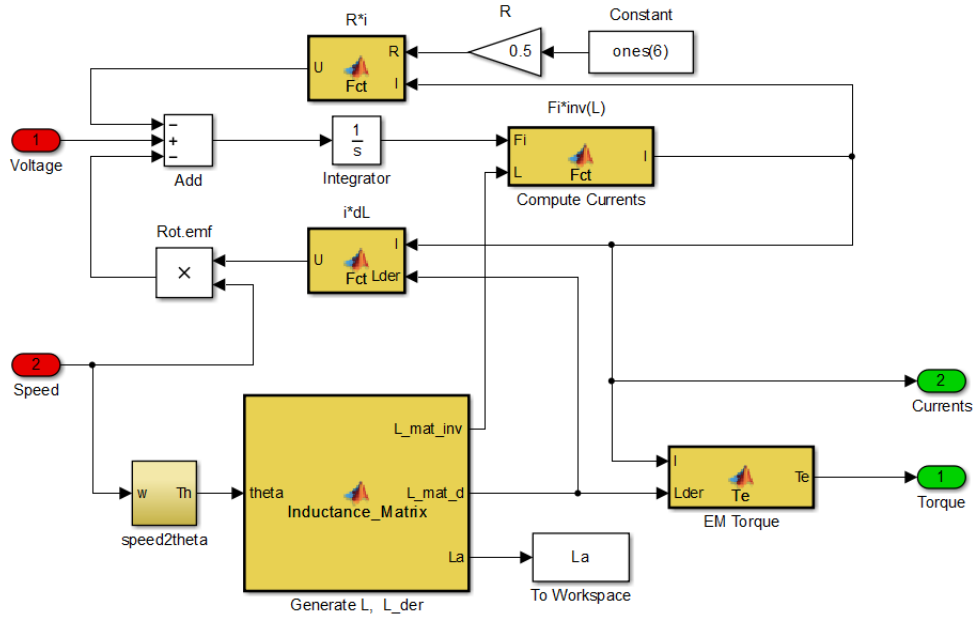 R*i
R
Constant
R
U
I
Fct
0.5
ones(6)
Fi*inv(L)
1
Voltage
−
+
−
Add
1
s
Integrator
Fi
L
I
Fct
Compute Currents
Rot.emf
×
i*dL
I
U
Lder
Fct
2
Speed
2
Currents
w
Th
speed2theta
theta
L_mat_inv
L_mat_d
Inductance_Matrix
La
Generate L, L_der
La
To Workspace
I
Lder
Te
Te
EM Torque
1
Torque